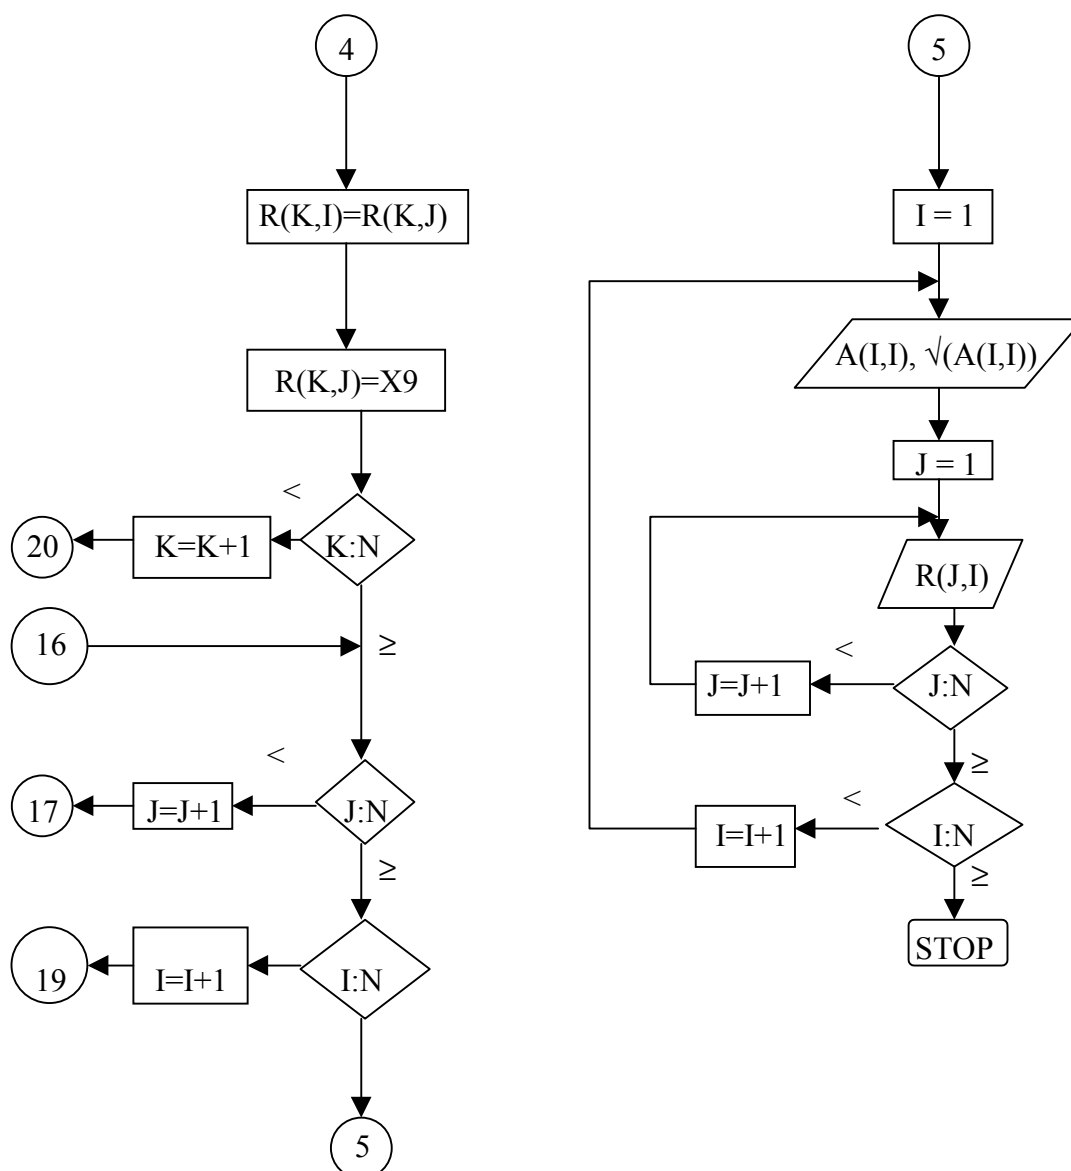 4
R(K,I)=R(K,J)
R(K,J)=X9
<
20
K=K+1
K:N
16
≥
<
17
J=J+1
J:N
≥
19
I=I+1
I:N
5
5
I = 1
A(I,I), √(A(I,I))
J = 1
R(J,I)
<
J=J+1
J:N
≥
<
I=I+1
I:N
≥
STOP